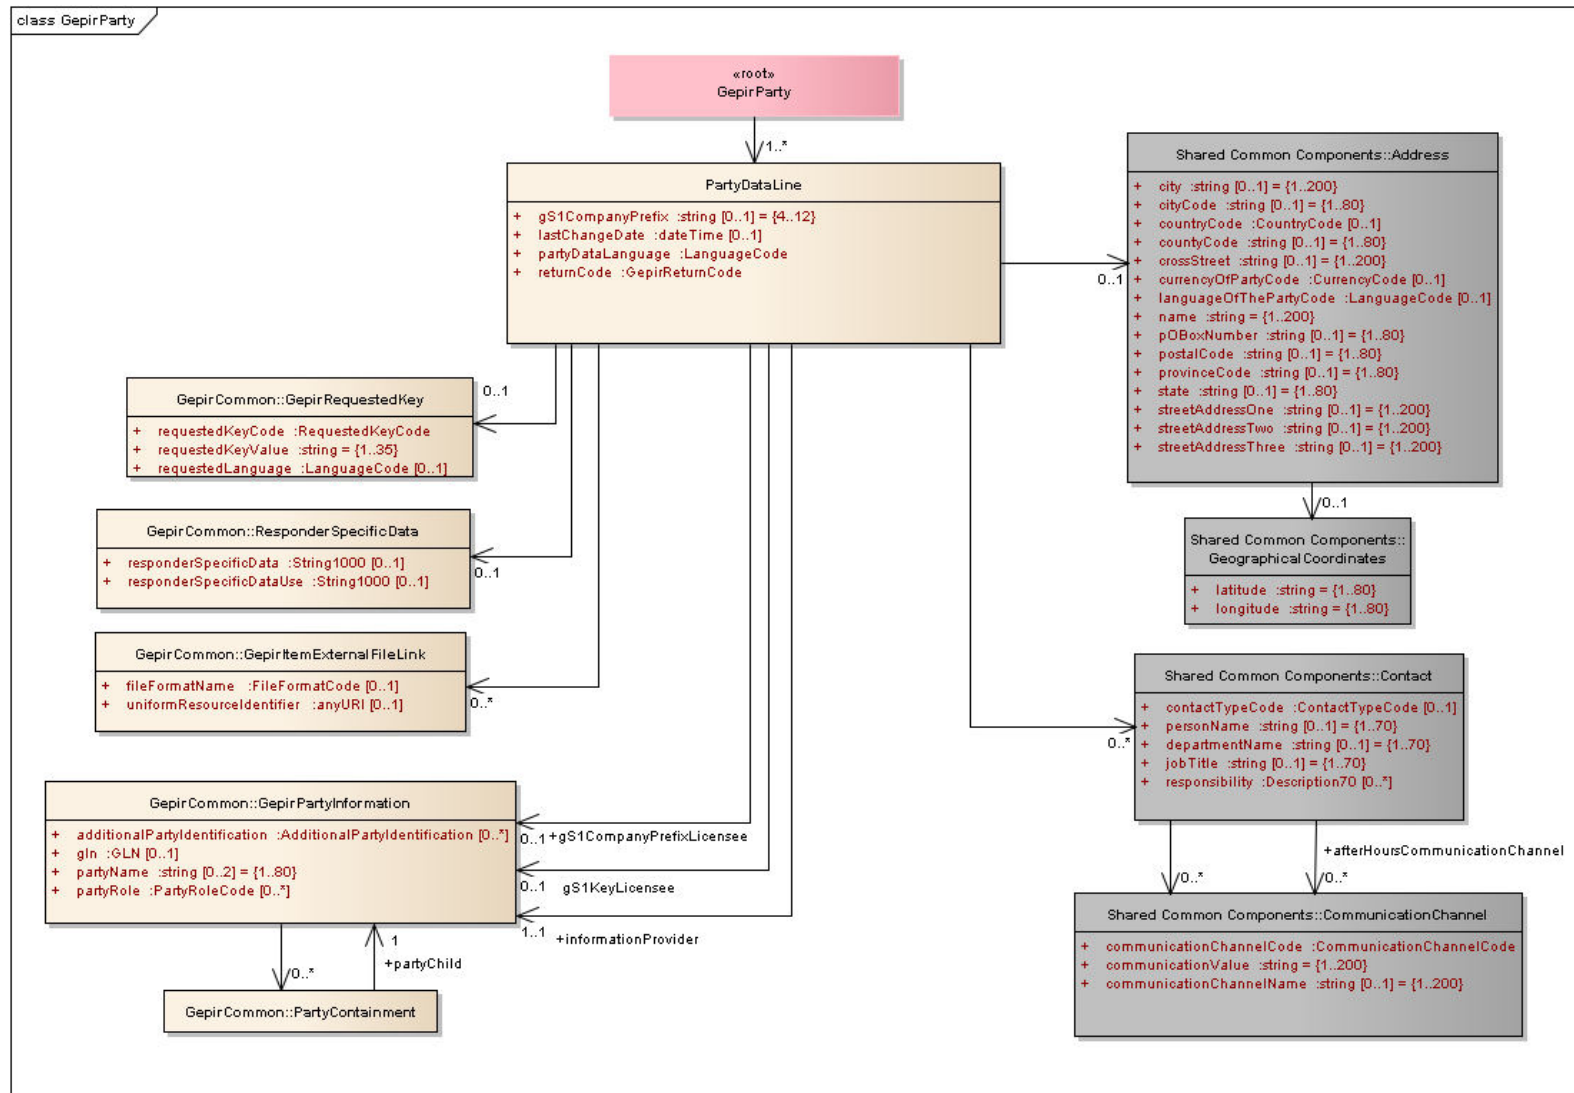 class GepirParty
«root»
GepirParty
1..*
PartyDataLine
+ gS1CompanyPrefix :string [0..1] = {4..12}
+ lastChangeDate :dateTime [0..1]
+ partyDataLanguage :LanguageCode
+ returnCode :GepirReturnCode
0..1
Shared Common Components::Address
+ city :string [0..1] = {1..200}
+ cityCode :string [0..1] = {1..80}
+ countryCode :CountryCode [0..1]
+ countyCode :string [0..1] = {1..80}
+ crossStreet :string [0..1] = {1..200}
+ currencyOfPartyCode :CurrencyCode [0..1]
+ languageOfThePartyCode :LanguageCode [0..1]
+ name :string = {1..200}
+ pOBoxNumber :string [0..1] = {1..80}
+ postalCode :string [0..1] = {1..80}
+ provinceCode :string [0..1] = {1..80}
+ state :string [0..1] = {1..80}
+ streetAddressOne :string [0..1] = {1..200}
+ streetAddressTwo :string [0..1] = {1..200}
+ streetAddressThree :string [0..1] = {1..200}
0..1
Shared Common Components::
GeographicalCoordinates
+ latitude :string = {1..80}
+ longitude :string = {1..80}
0..1
GepirCommon::GepirRequestedKey
+ requestedKeyCode :RequestedKeyCode
+ requestedKeyValue :string = {1..35}
+ requestedLanguage :LanguageCode [0..1]
GepirCommon::ResponderSpecificData
+ responderSpecificData :String1000 [0..1]
+ responderSpecificDataUse :String1000 [0..1]
0..1
GepirCommon::GepirItemExternalFileLink
+ fileFormatName :FileFormatCode [0..1]
+ uniformResourceIdentifier :anyURI [0..1]
0..*
Shared Common Components::Contact
+ contactTypeCode :ContactTypeCode [0..1]
+ personName :string [0..1] = {1..70}
+ departmentName :string [0..1] = {1..70}
+ jobTitle :string [0..1] = {1..70}
+ responsibility :Description70 [0..*]
0..*
GepirCommon::GepirPartyInformation
+ additionalPartyIdentification :AdditionalPartyIdentification [0..*]
+ gln :GLN [0..1]
+ partyName :string [0..2] = {1..80}
+ partyRole :PartyRoleCode [0..*]
0..1 +gS1CompanyPrefixLicensee
0..1 gS1KeyLicensee
1..1 +informationProvider
+afterHoursCommunicationChannel
0..*
0..*
Shared Common Components::CommunicationChannel
+ communicationChannelCode :CommunicationChannelCode
+ communicationValue :string = {1..200}
+ communicationChannelName :string [0..1] = {1..200}
1
+partyChild
0..*
GepirCommon::PartyContainment